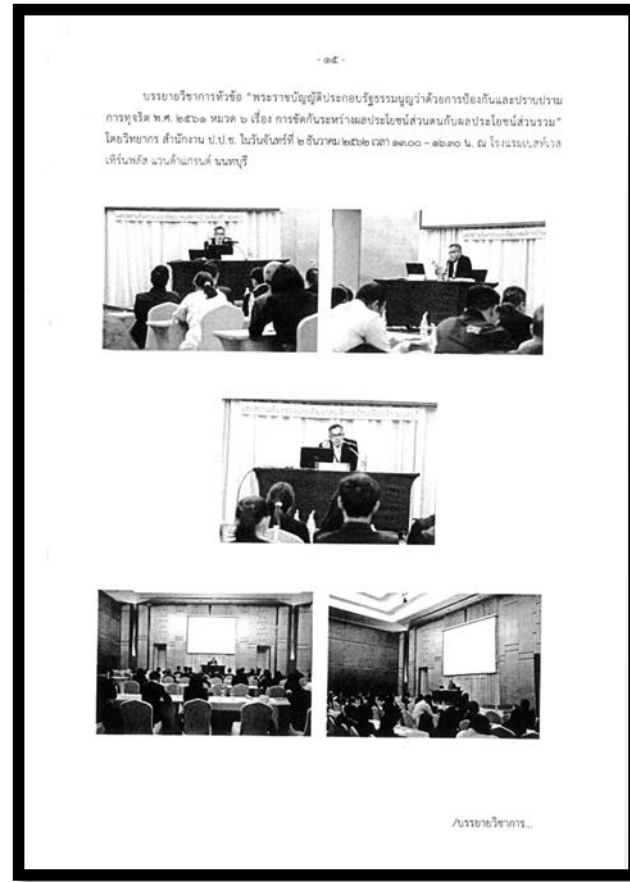 - ๑๕ -
บรรยายวิชาการหัวข้อ "พระราชบัญญัติประกอบรัฐธรรมนูญว่าด้วยการป้องกันและปราบปราม
การทุจริต พ.ศ. ๒๕๖๑ หมวด ๖ เรื่อง การขัดกันระหว่างผลประโยชน์ส่วนตนกับผลประโยชน์ส่วนรวม"
โดยวิทยากร สำนักงาน ป.ป.ช. ในวันจันทร์ที่ ๒ ธันวาคม ๒๕๖๒ เวลา ๑๓.๐๐ – ๑๖.๓๐ น. ณ โรงแรมเบสท์เวส
เทิร์นพลัส แวนด้าแกรนด์ นนทบุรี
/บรรยายวิชาการ...